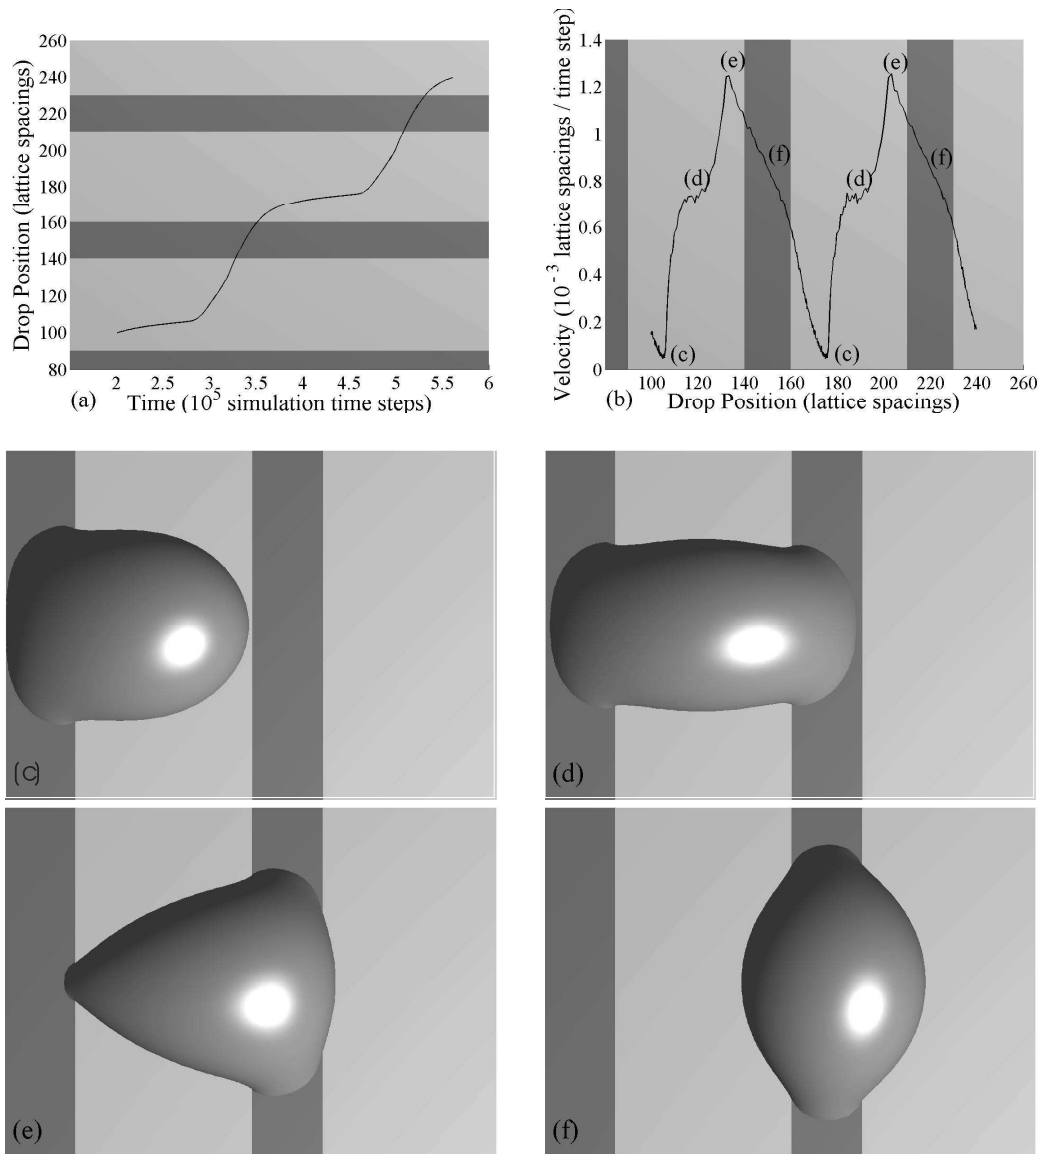 260
240
220
200
180
160
140
120
100
80
Drop Position (lattice spacings)
2 2.5 3 3.5 4 4.5 5 5.5 6
(a) Time (10⁵ simulation time steps)
1.4
1.2
1
0.8
0.6
0.4
0.2
0
Velocity (10⁻³ lattice spacings / time step)
(e) (e)
(d) (f) (d) (f)
(c) (c)
100 120 140 160 180 200 220 240 260
(b) Drop Position (lattice spacings)
(c)
(d)
(e)
(f)